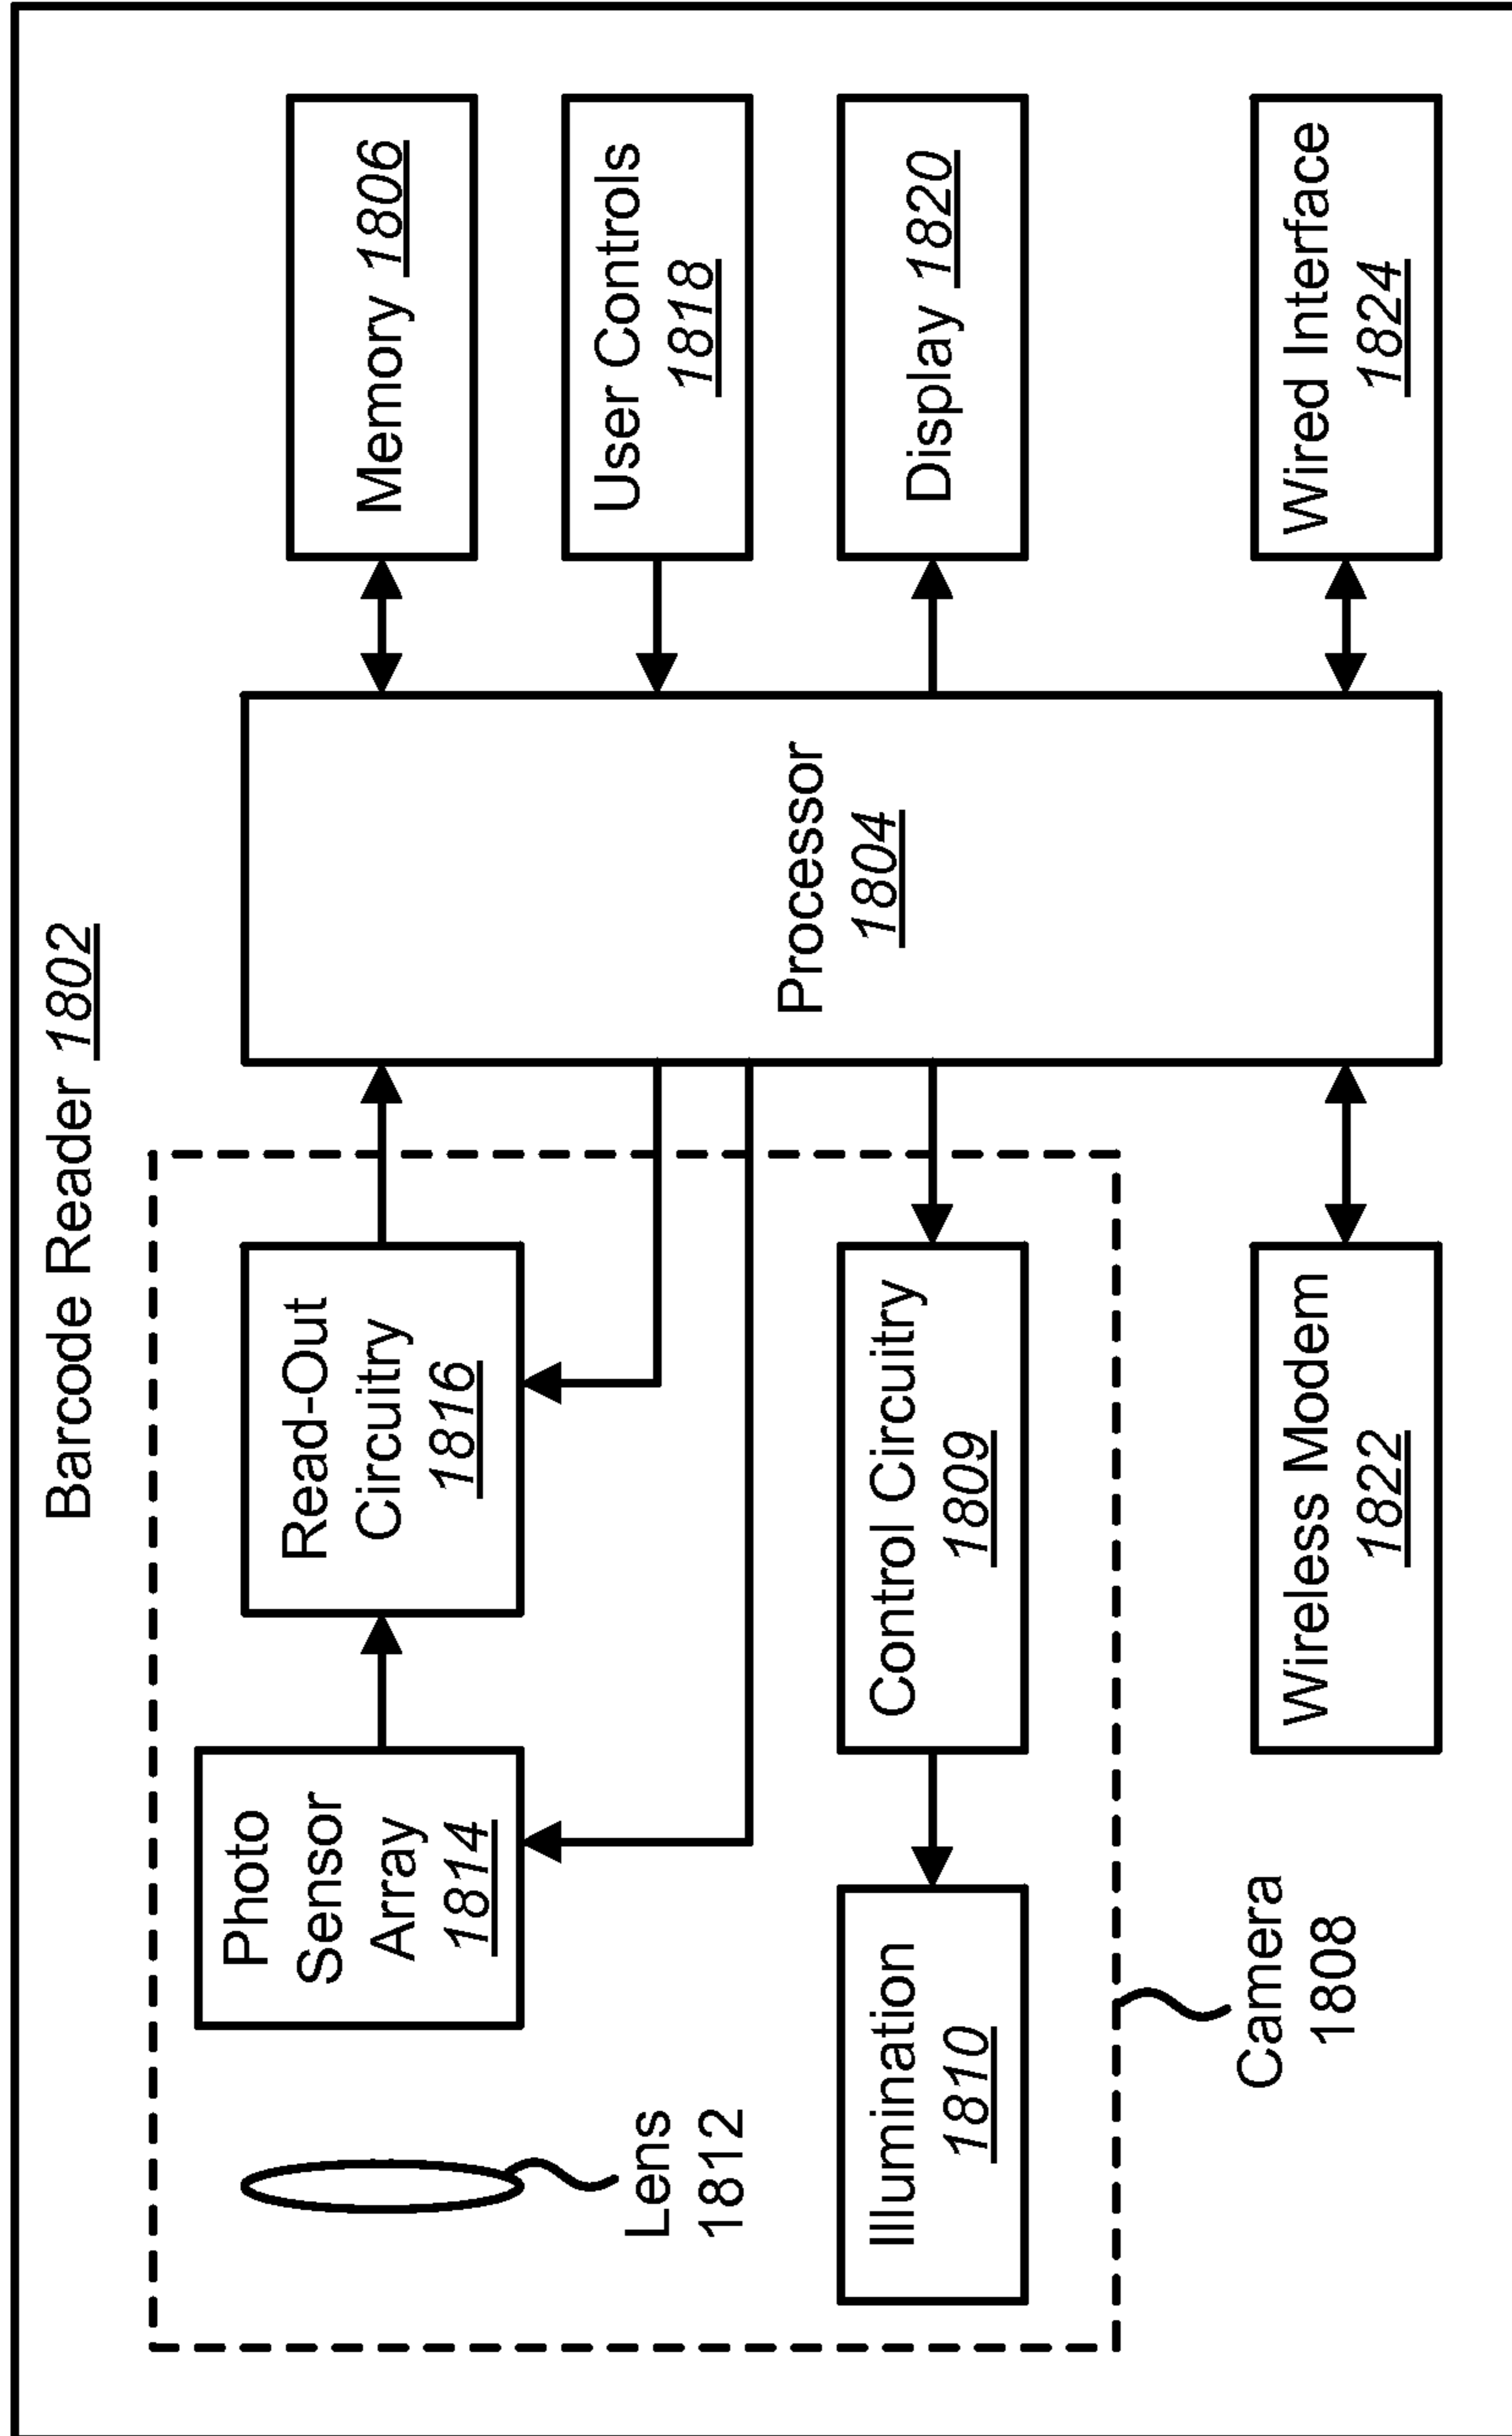 Barcode Reader 1802
Photo
Sensor
Array
1814
Read-Out
Circuitry
1816
Lens
1812
Illumination
1810
Control Circuitry
1809
Camera
1808
Wireless Modem
1822
Processor
1804
Memory 1806
User Controls
1818
Display 1820
Wired Interface
1824